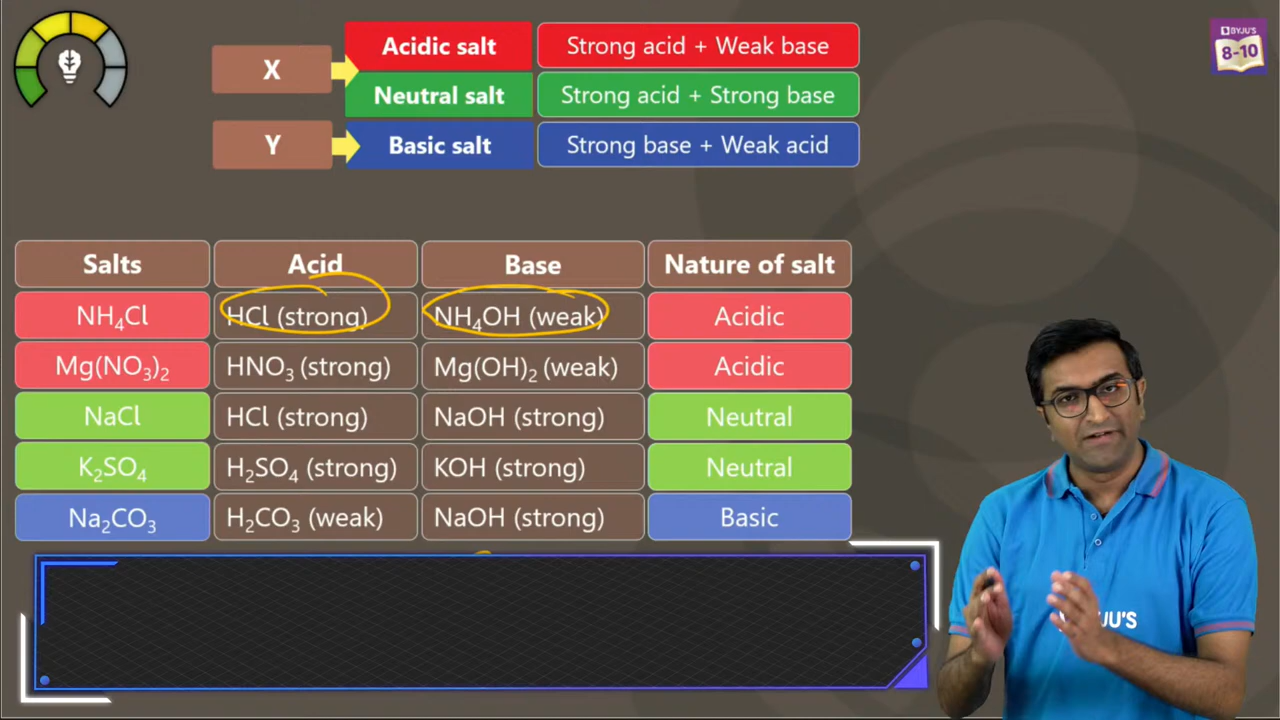 X
Acidic salt Strong acid + Weak base
Neutral salt Strong acid + Strong base
Y Basic salt Strong base + Weak acid
BYJU'S
8-10
Salts Acid Base Nature of salt
NH₄Cl HCl (strong) NH₄OH (weak) Acidic
Mg(NO₃)₂ HNO₃ (strong) Mg(OH)₂ (weak) Acidic
NaCl HCl (strong) NaOH (strong) Neutral
K₂SO₄ H₂SO₄ (strong) KOH (strong) Neutral
Na₂CO₃ H₂CO₃ (weak) NaOH (strong) Basic